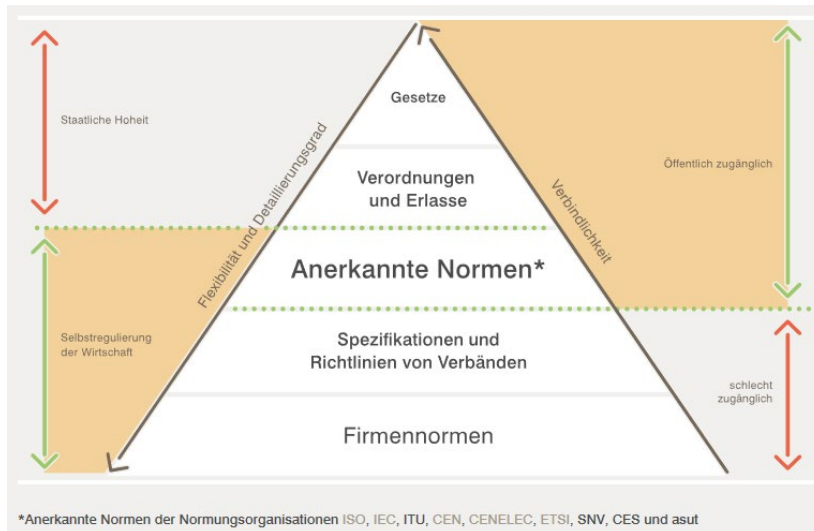 Gesetze
Staatliche Hoheit
Verordnungen
und Erlasse
Öffentlich zugänglich
Flexibilität und Detaillierungsgrad
Verbindlichkeit
Anerkannte Normen*
Selbstregulierung
der Wirtschaft
Spezifikationen und
Richtlinien von Verbänden
schlecht
zugänglich
Firmennormen
*Anerkannte Normen der Normungsorganisationen ISO, IEC, ITU, CEN, CENELEC, ETSI, SNV, CES und asut